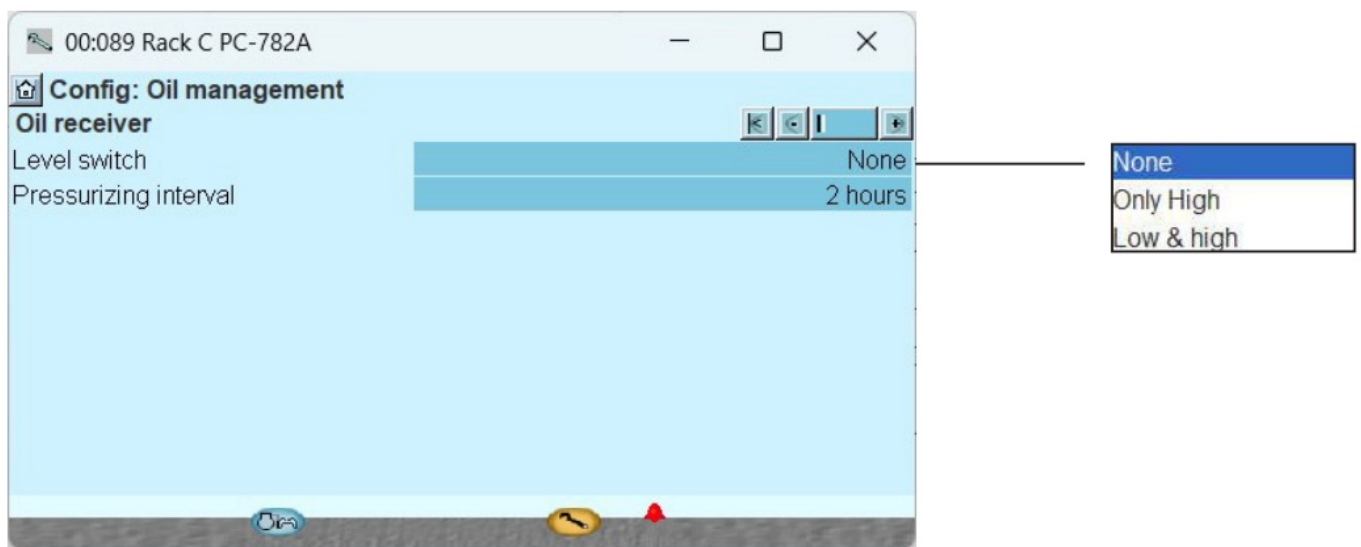 00:089 Rack C PC-782A
Config: Oil management
Oil receiver
Level switch None
Pressurizing interval 2 hours
None
Only High
Low & high